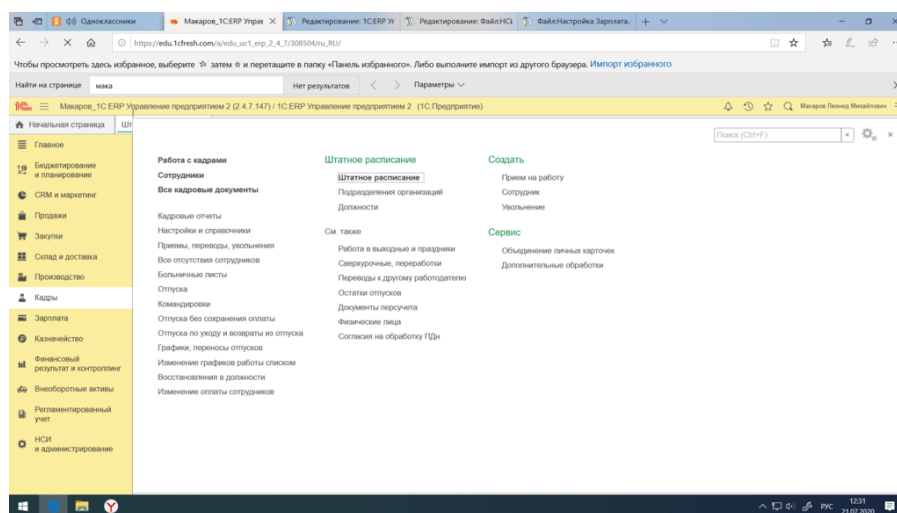 Одноклассники
Макаров_1С:ERP Управ
Редактирование: 1С:ERP Уг
Редактирование: Файл:НСІ
Файл:Настройка Зарплата.
https://edu.1cfresh.com/a/edu_uc1_erp_2_4_7/308504/ru_RU/
Чтобы просмотреть здесь избранное, выберите затем и перетащите в папку «Панель избранного». Либо выполните импорт из другого браузера. Импорт избранного
Найти на странице мака Нет результатов Параметры
Макаров_1С:ERP Управление предприятием 2 (2.4.7.147) / 1С:ERP Управление предприятием 2 (1С:Предприятие) Макаров Леонид Михайлович
Начальная страница Шт
Поиск (Ctrl+F)
Главное
Бюджетирование
и планирование
CRM и маркетинг
Продажи
Закупки
Склад и доставка
Производство
Кадры
Зарплата
Казначейство
Финансовый
результат и контроллинг
Внеоборотные активы
Регламентированный
учет
НСИ
и администрирование
Работа с кадрами
Сотрудники
Все кадровые документы
Кадровые отчеты
Настройки и справочники
Приемы, переводы, увольнения
Все отсутствия сотрудников
Больничные листы
Отпуска
Командировки
Отпуска без сохранения оплаты
Отпуска по уходу и возвраты из отпуска
Графики, переносы отпусков
Изменение графиков работы списком
Восстановления в должности
Изменение оплаты сотрудников
Штатное расписание
Штатное расписание
Подразделения организаций
Должности
См. также
Работа в выходные и праздники
Сверхурочные, переработки
Переводы к другому работодателю
Остатки отпусков
Документы персучета
Физические лица
Согласия на обработку ПДн
Создать
Прием на работу
Сотрудник
Увольнение
Сервис
Объединение личных карточек
Дополнительные обработки
РУС
12:31
21.07.2020